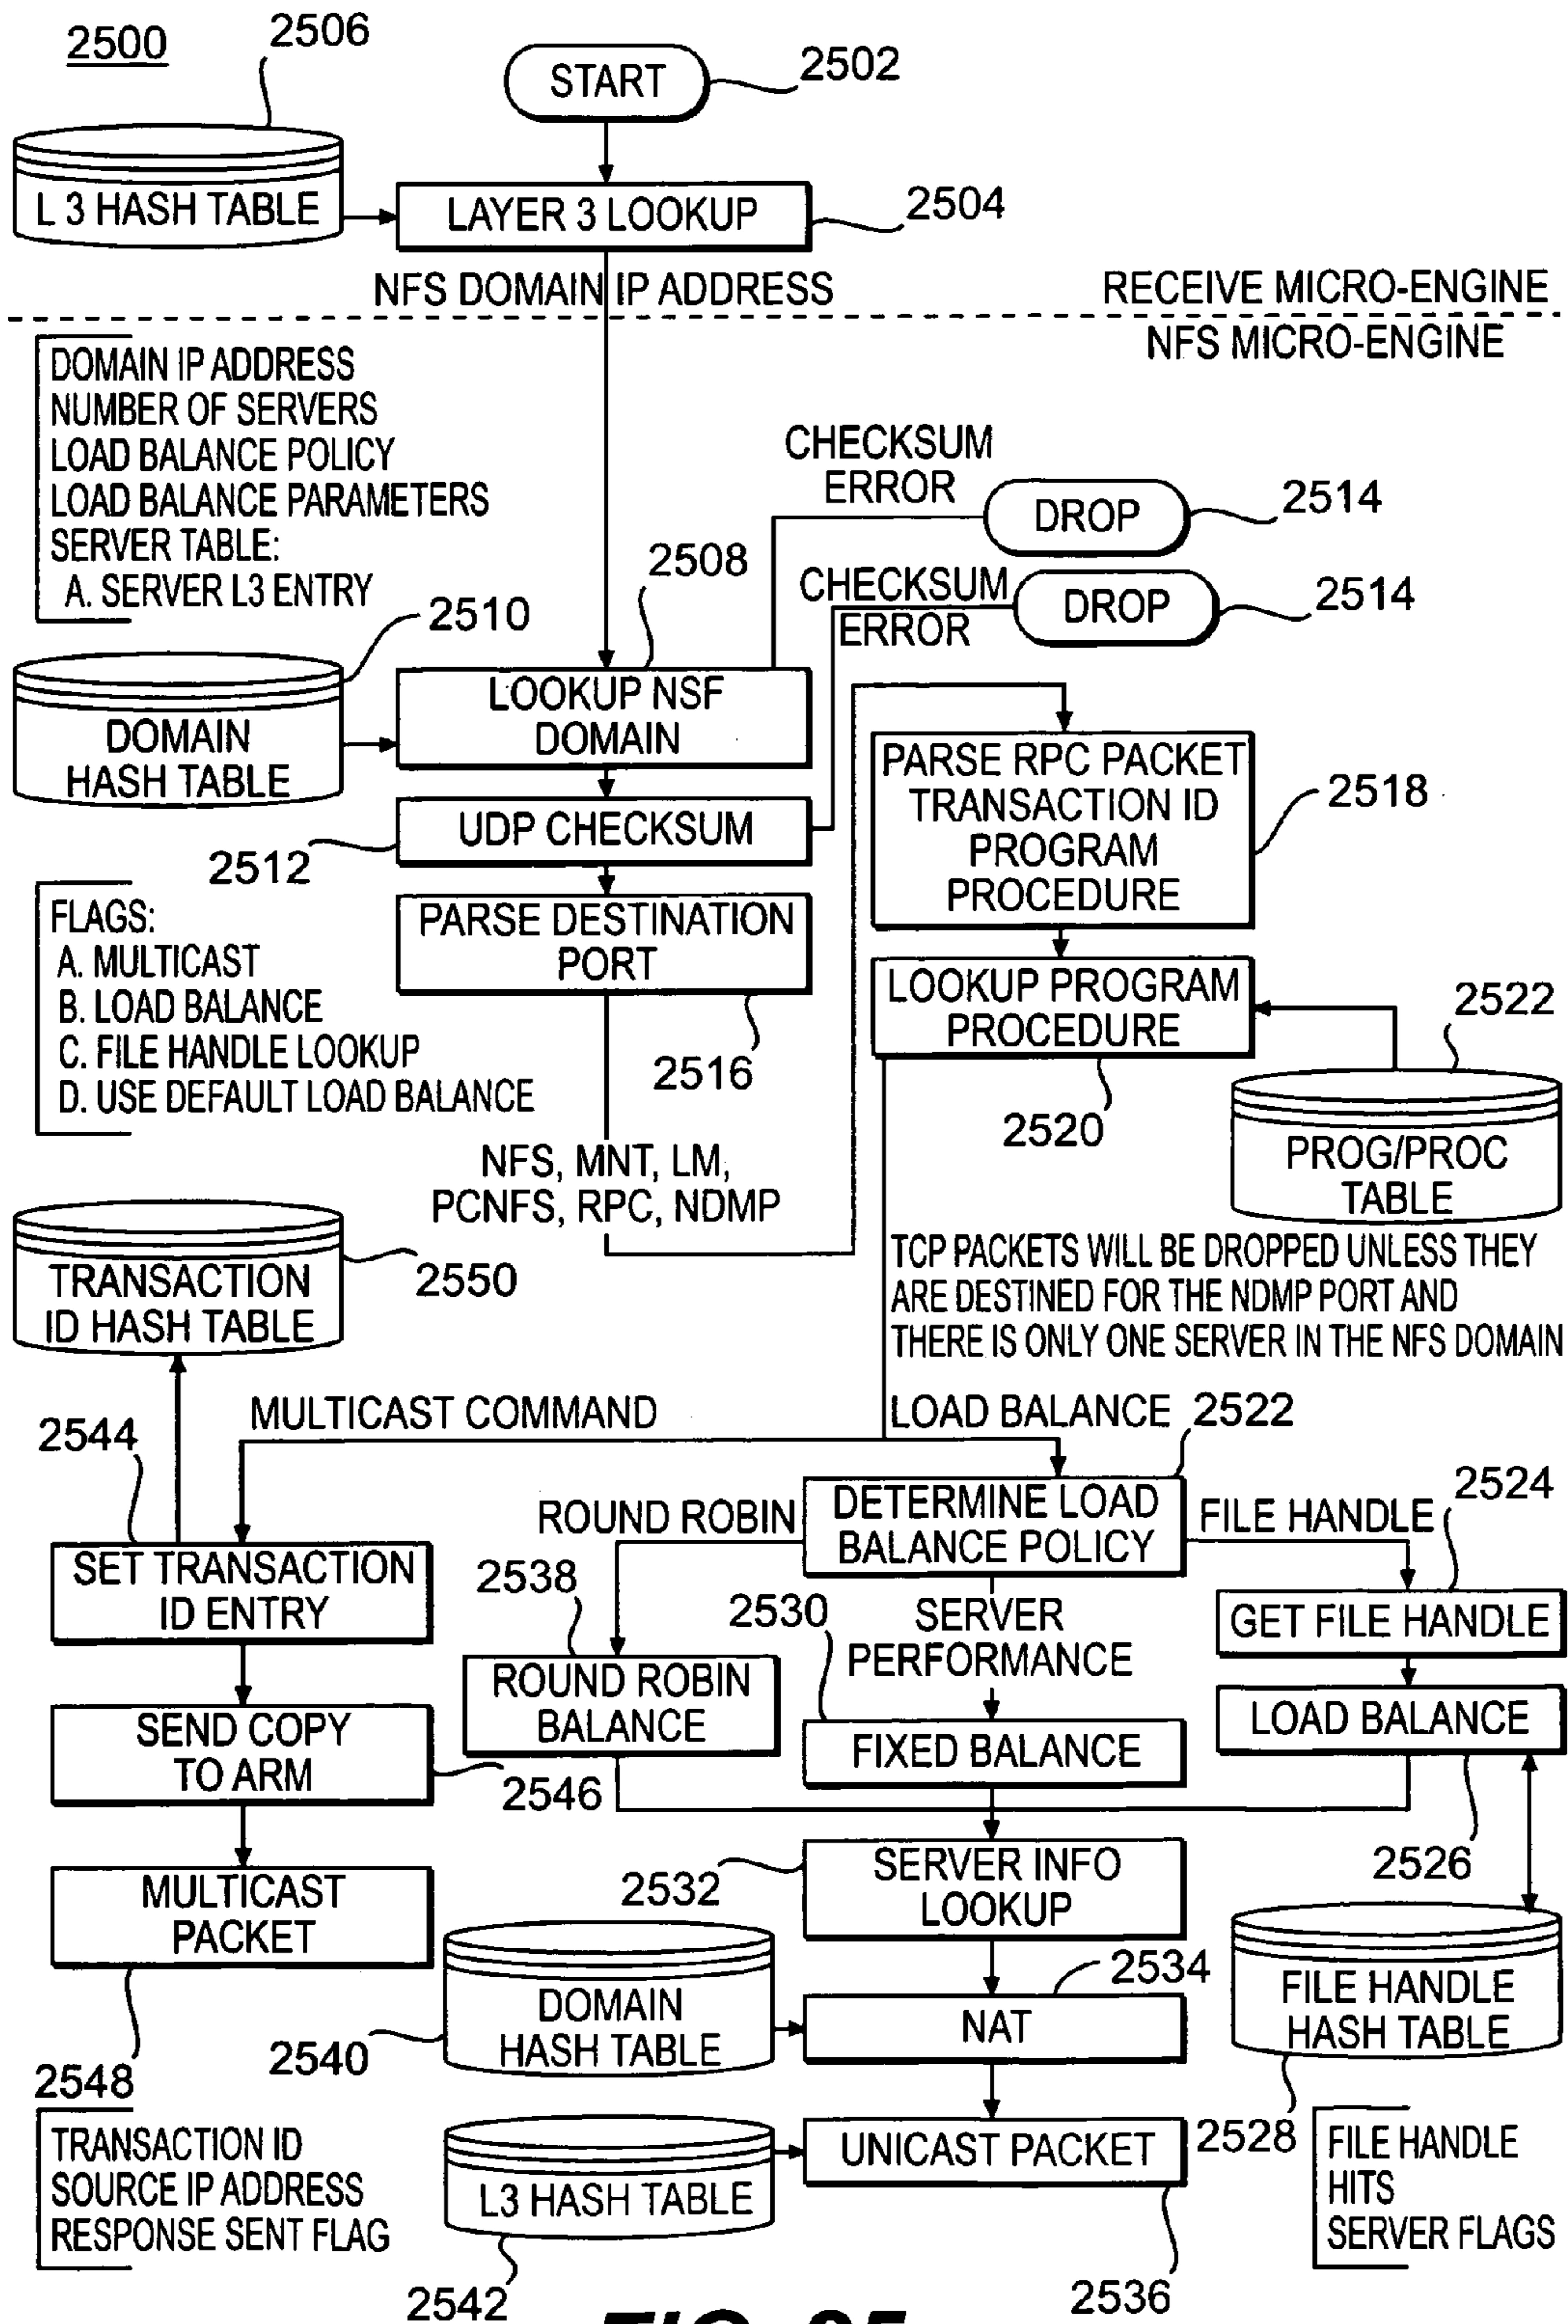 2500
2506
START
2502
L 3 HASH TABLE
LAYER 3 LOOKUP
2504
NFS DOMAIN IP ADDRESS
RECEIVE MICRO-ENGINE
NFS MICRO-ENGINE
DOMAIN IP ADDRESS
NUMBER OF SERVERS
LOAD BALANCE POLICY
LOAD BALANCE PARAMETERS
SERVER TABLE:
A. SERVER L3 ENTRY
CHECKSUM
ERROR
DROP
2514
CHECKSUM
ERROR
DROP
2514
2508
2510
DOMAIN
HASH TABLE
LOOKUP NSF
DOMAIN
UDP CHECKSUM
2512
PARSE DESTINATION
PORT
2516
PARSE RPC PACKET
TRANSACTION ID
PROGRAM
PROCEDURE
2518
LOOKUP PROGRAM
PROCEDURE
2520
2522
PROG/PROC
TABLE
FLAGS:
A. MULTICAST
B. LOAD BALANCE
C. FILE HANDLE LOOKUP
D. USE DEFAULT LOAD BALANCE
NFS, MNT, LM,
PCNFS, RPC, NDMP
TRANSACTION
ID HASH TABLE
2550
TCP PACKETS WILL BE DROPPED UNLESS THEY
ARE DESTINED FOR THE NDMP PORT AND
THERE IS ONLY ONE SERVER IN THE NFS DOMAIN
MULTICAST COMMAND
LOAD BALANCE
2522
2544
SET TRANSACTION
ID ENTRY
SEND COPY
TO ARM
2546
MULTICAST
PACKET
2548
ROUND ROBIN
DETERMINE LOAD
BALANCE POLICY
FILE HANDLE
2524
2538
ROUND ROBIN
BALANCE
2530
SERVER
PERFORMANCE
FIXED BALANCE
GET FILE HANDLE
LOAD BALANCE
2526
2532
SERVER INFO
LOOKUP
DOMAIN
HASH TABLE
2540
2534
NAT
FILE HANDLE
HASH TABLE
2528
L3 HASH TABLE
2542
UNICAST PACKET
2536
TRANSACTION ID
SOURCE IP ADDRESS
RESPONSE SENT FLAG
FILE HANDLE
HITS
SERVER FLAGS